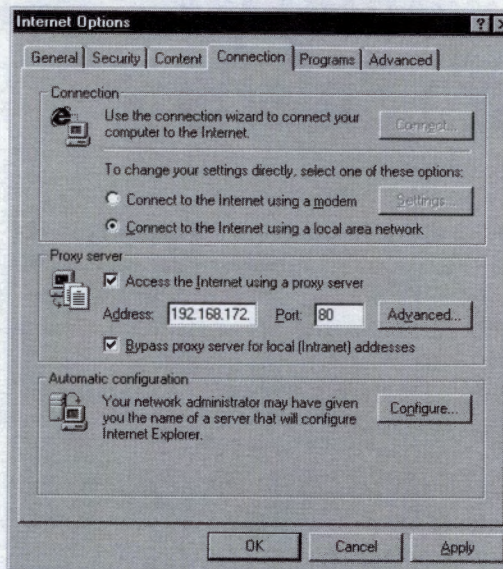 Internet Options
General Security Content Connection Programs Advanced
Connection
Use the connection wizard to connect your
computer to the Internet.
Connect...
To change your settings directly, select one of these options:
Connect to the Internet using a modem
Settings...
Connect to the Internet using a local area network
Proxy server
Access the Internet using a proxy server
Address: 192.168.172. Port: 80 Advanced...
Bypass proxy server for local (Intranet) addresses
Automatic configuration
Your network administrator may have given
you the name of a server that will configure
Internet Explorer.
Configure...
OK Cancel Apply